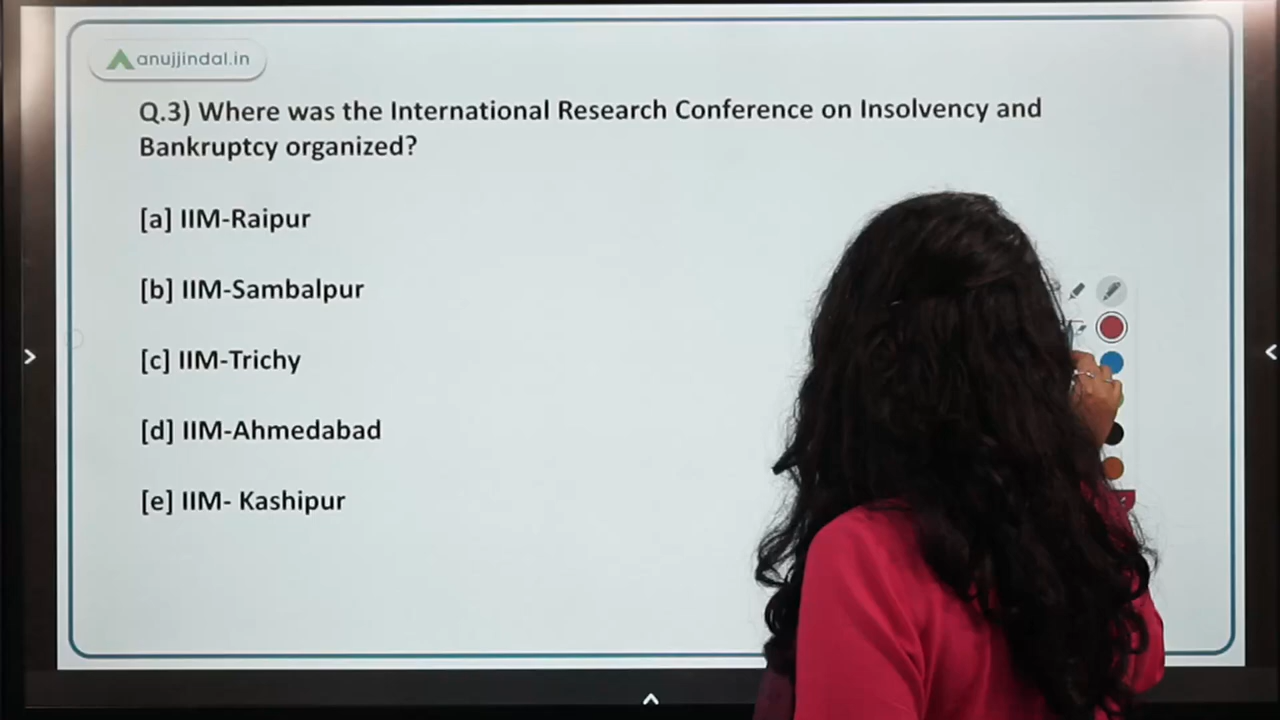 anujjindal.in
Q.3) Where was the International Research Conference on Insolvency and
Bankruptcy organized?
[a] IIM-Raipur
[b] IIM-Sambalpur
[c] IIM-Trichy
[d] IIM-Ahmedabad
[e] IIM- Kashipur